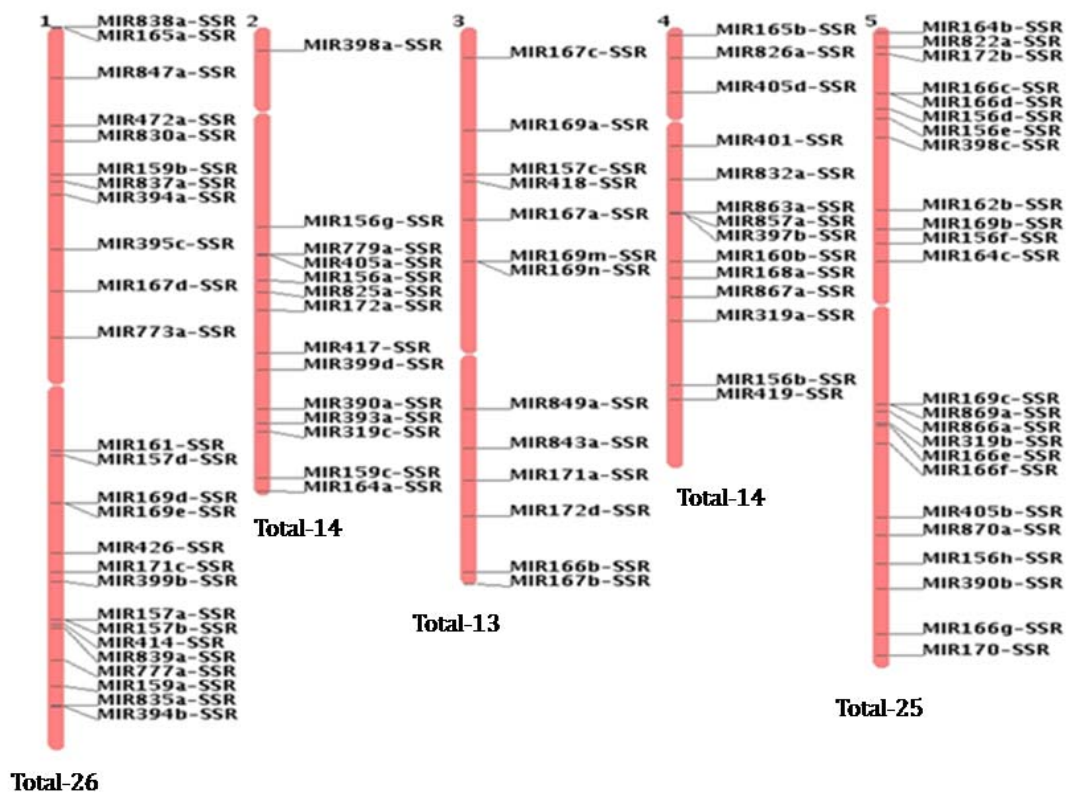 1
MIR838a-SSR
MIR165a-SSR
MIR847a-SSR
MIR472a-SSR
MIR830a-SSR
MIR159b-SSR
MIR837a-SSR
MIR394a-SSR
MIR395c-SSR
MIR167d-SSR
MIR773a-SSR
MIR161-SSR
MIR157d-SSR
MIR169d-SSR
MIR169e-SSR
MIR426-SSR
MIR171c-SSR
MIR399b-SSR
MIR157a-SSR
MIR157b-SSR
MIR414-SSR
MIR839a-SSR
MIR777a-SSR
MIR159a-SSR
MIR835a-SSR
MIR394b-SSR
Total-26
2
MIR398a-SSR
MIR156g-SSR
MIR779a-SSR
MIR405a-SSR
MIR156a-SSR
MIR825a-SSR
MIR172a-SSR
MIR417-SSR
MIR399d-SSR
MIR390a-SSR
MIR393a-SSR
MIR319c-SSR
MIR159c-SSR
MIR164a-SSR
Total-14
3
MIR167c-SSR
MIR169a-SSR
MIR157c-SSR
MIR418-SSR
MIR167a-SSR
MIR169m-SSR
MIR169n-SSR
MIR849a-SSR
MIR843a-SSR
MIR171a-SSR
MIR172d-SSR
MIR166b-SSR
MIR167b-SSR
Total-13
4
MIR165b-SSR
MIR826a-SSR
MIR405d-SSR
MIR401-SSR
MIR832a-SSR
MIR863a-SSR
MIR857a-SSR
MIR397b-SSR
MIR160b-SSR
MIR168a-SSR
MIR867a-SSR
MIR319a-SSR
MIR156b-SSR
MIR419-SSR
Total-14
5
MIR164b-SSR
MIR822a-SSR
MIR172b-SSR
MIR166c-SSR
MIR166d-SSR
MIR156d-SSR
MIR156e-SSR
MIR398c-SSR
MIR162b-SSR
MIR169b-SSR
MIR156f-SSR
MIR164c-SSR
MIR169c-SSR
MIR869a-SSR
MIR866a-SSR
MIR319b-SSR
MIR166e-SSR
MIR166f-SSR
MIR405b-SSR
MIR870a-SSR
MIR156h-SSR
MIR390b-SSR
MIR166g-SSR
MIR170-SSR
Total-25